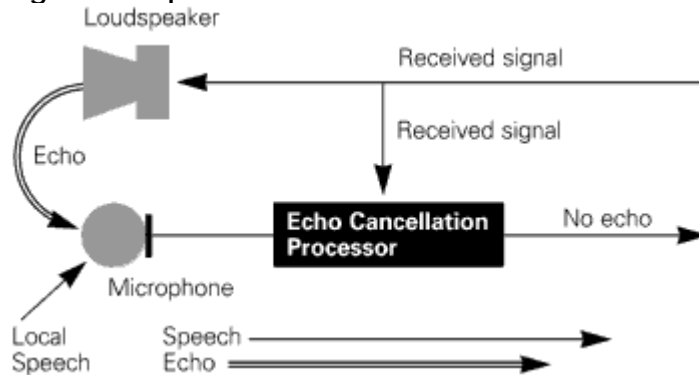 Loudspeaker
Received signal
Received signal
Echo
Echo Cancellation
Processor
No echo
Microphone
Local
Speech
Speech
Echo